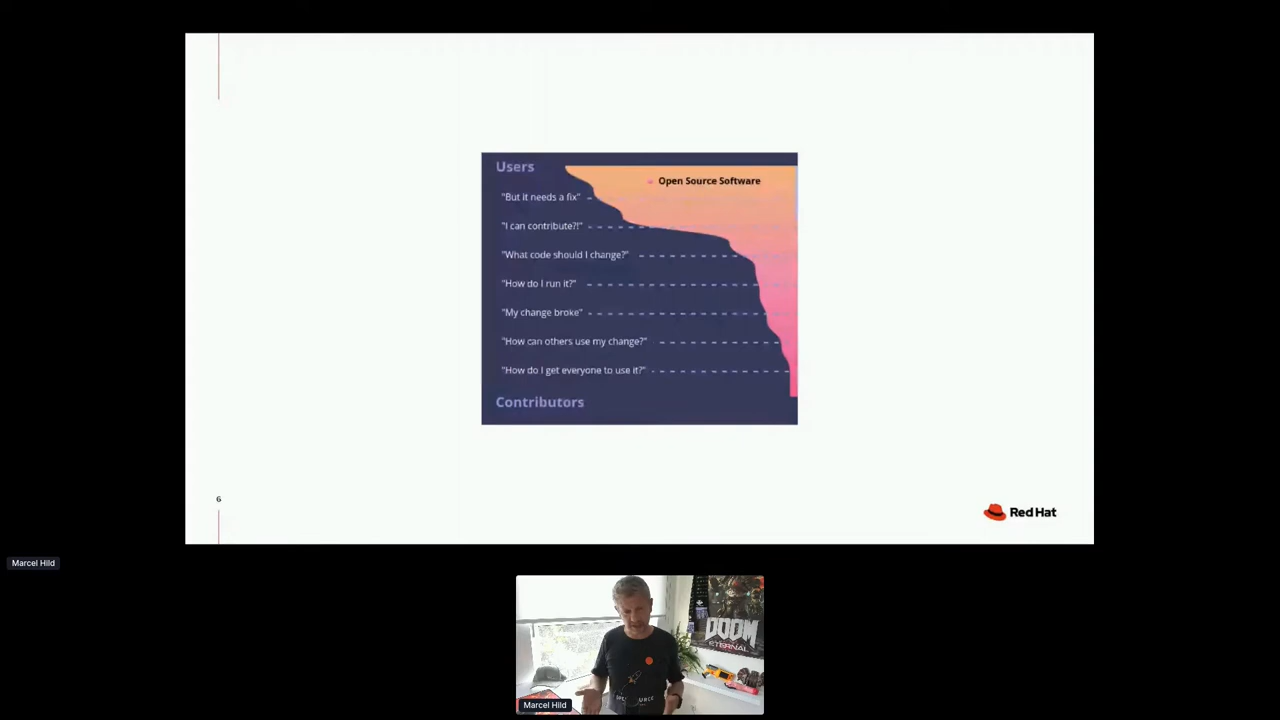 Users
Open Source Software
"But it needs a fix"
"I can contribute?!"
"What code should I change?"
"How do I run it?"
"My change broke"
"How can others use my change?"
"How do I get everyone to use it?"
Contributors
6
Red Hat
Marcel Hild
DOOM
ETERNAL
Marcel Hild